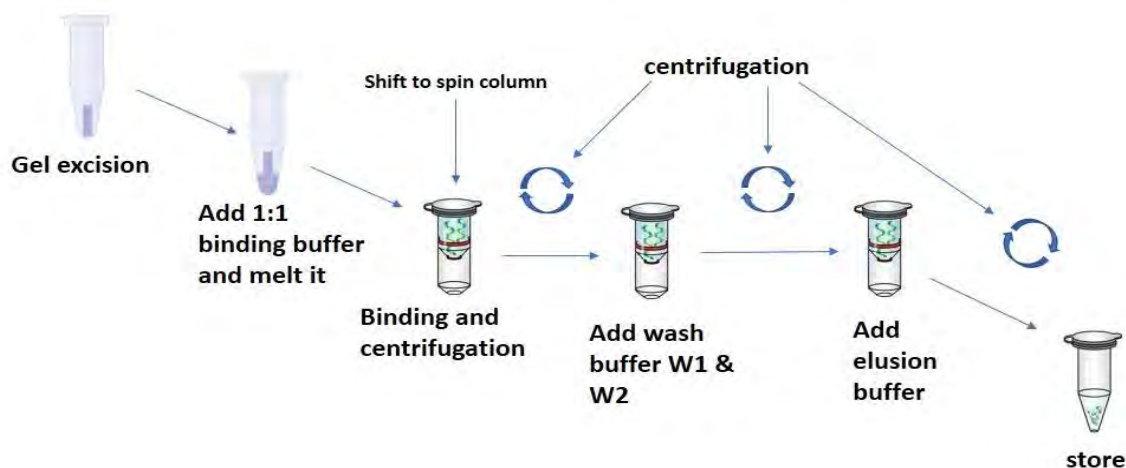 Gel excision
Add 1:1
binding buffer
and melt it
Shift to spin column
Binding and
centrifugation
centrifugation
Add wash
buffer W1 &
W2
Add
elusion
buffer
store